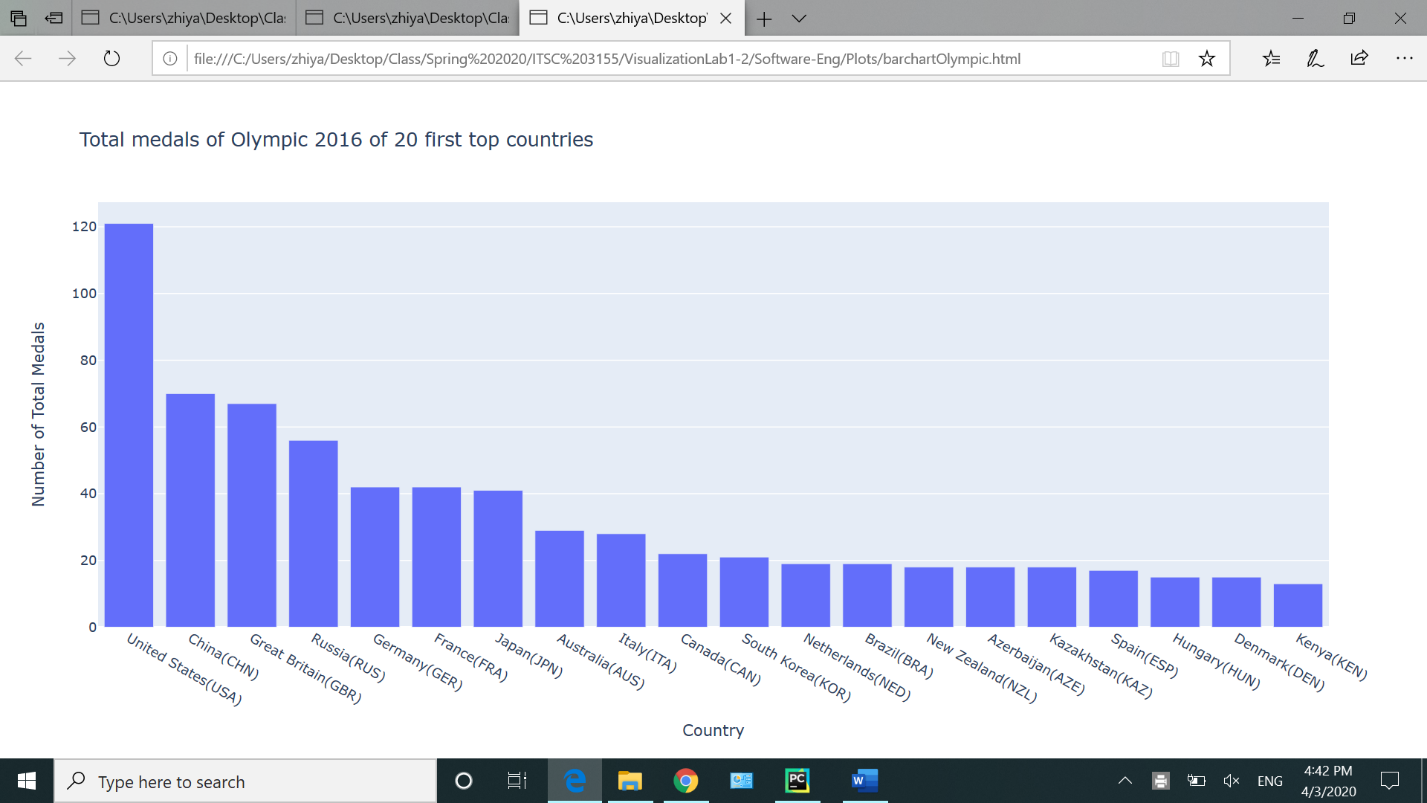 C:\Users\zhiya\Desktop\Cla: C:\Users\zhiya\Desktop\Cla C:\Users\zhiya\Desktop\
file:///C:/Users/zhiya/Desktop/Class/Spring%202020/ITSC%203155/VisualizationLab1-2/Software-Eng/Plots/barchartOlympic.html
Total medals of Olympic 2016 of 20 first top countries
120
100
80
60
40
20
0
Number of Total Medals
United States(USA)
China(CHN)
Great Britain(GBR)
Russia(RUS)
Germany(GER)
France(FRA)
Japan(JPN)
Australia(AUS)
Italy(ITA)
Canada(CAN)
South Korea(KOR)
Netherlands(NED)
Brazil(BRA)
New Zealand(NZL)
Azerbaijan(AZE)
Kazakhstan(KAZ)
Spain(ESP)
Hungary(HUN)
Denmark(DEN)
Kenya(KEN)
Country
Type here to search
PC
W
ENG
4:42 PM
4/3/2020